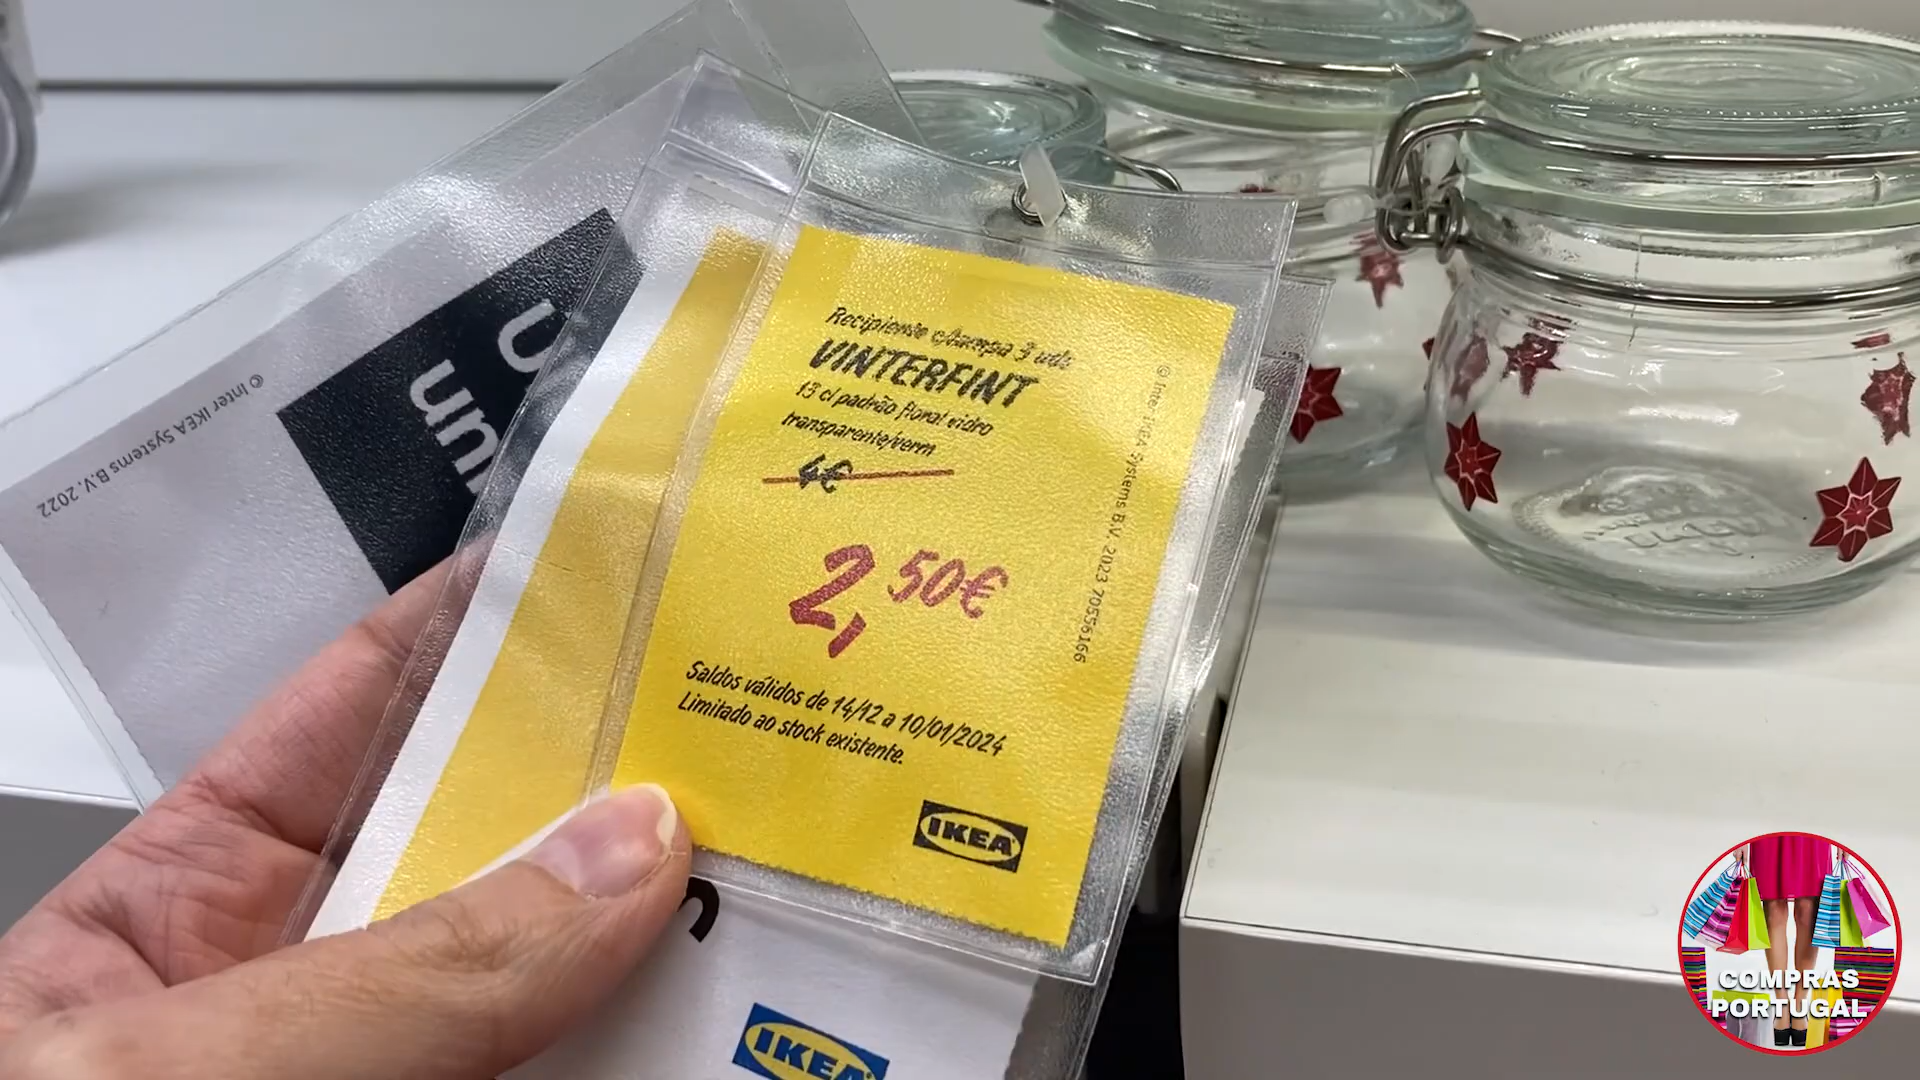 Recipiente c/tampa 3 uds
VINTERFINT
13 cl padrão floral vidro
transparente/verm
4€
2,50€
Saldos válidos de 14/12 a 10/01/2024
Limitado ao stock existente.
IKEA
© Inter IKEA Systems B.V. 2023 70556166
© Inter IKEA Systems B.V. 2022
IKEA
COMPRAS
PORTUGAL